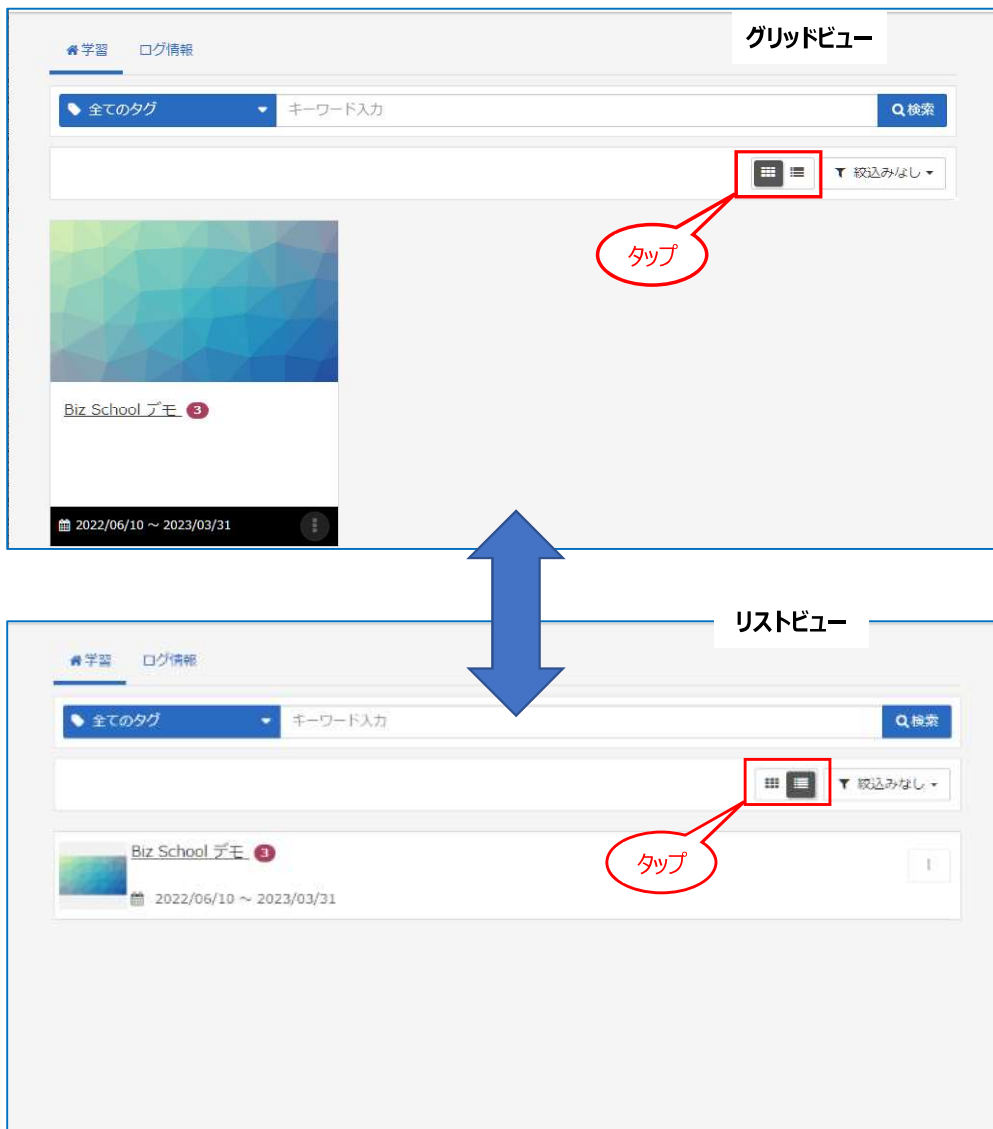 グリッドビュー
学習 ログ情報
全てのタグ キーワード入力 検索
絞込みなし
タップ
Biz School デモ 3
2022/06/10 ~ 2023/03/31
リストビュー
学習 ログ情報
全てのタグ キーワード入力 検索
絞込みなし
タップ
Biz School デモ 3
2022/06/10 ~ 2023/03/31